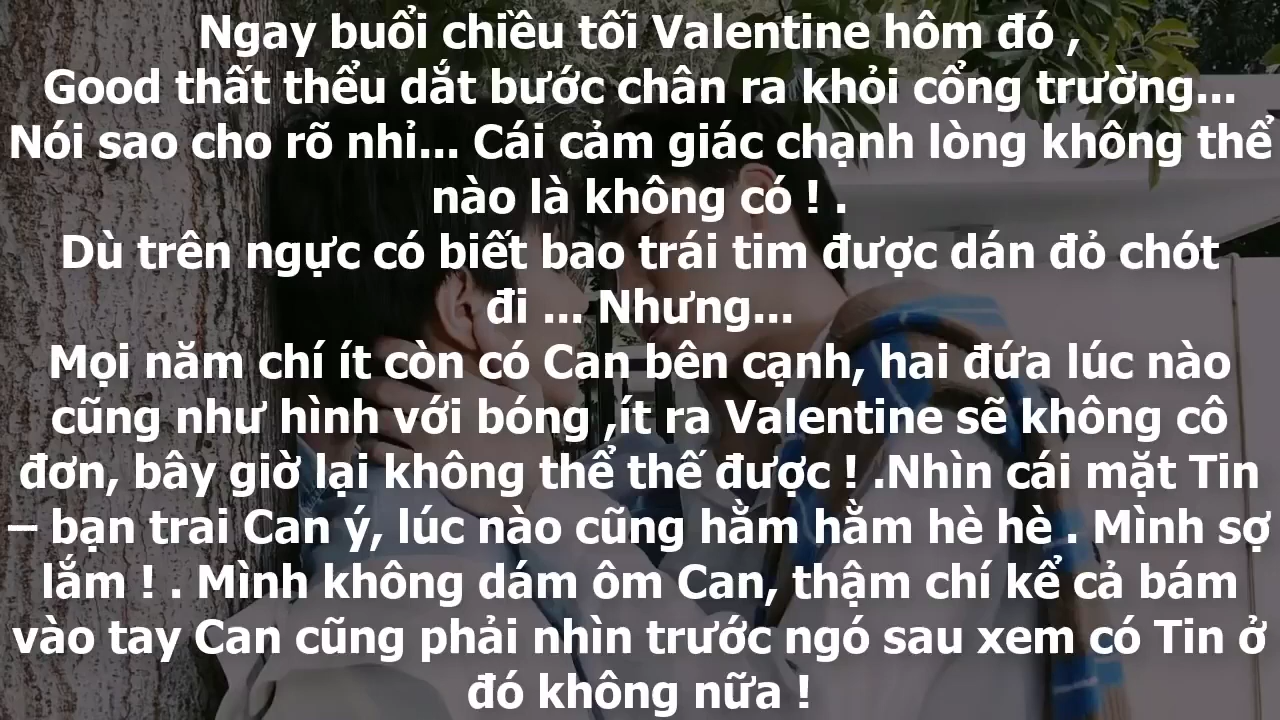 Ngay buổi chiều tối Valentine hôm đó ,
Good thất thểu dắt bước chân ra khỏi cổng trường...
Nói sao cho rõ nhỉ... Cái cảm giác chạnh lòng không thể
nào là không có ! .
Dù trên ngực có biết bao trái tim được dán đỏ chót
đi ... Nhưng...
Mọi năm chí ít còn có Can bên cạnh, hai đứa lúc nào
cũng như hình với bóng ,ít ra Valentine sẽ không cô
đơn, bây giờ lại không thể thế được ! .Nhìn cái mặt Tin
– bạn trai Can ý, lúc nào cũng hằm hằm hè hè . Mình sợ
lắm ! . Mình không dám ôm Can, thậm chí kể cả bám
vào tay Can cũng phải nhìn trước ngó sau xem có Tin ở
đó không nữa !